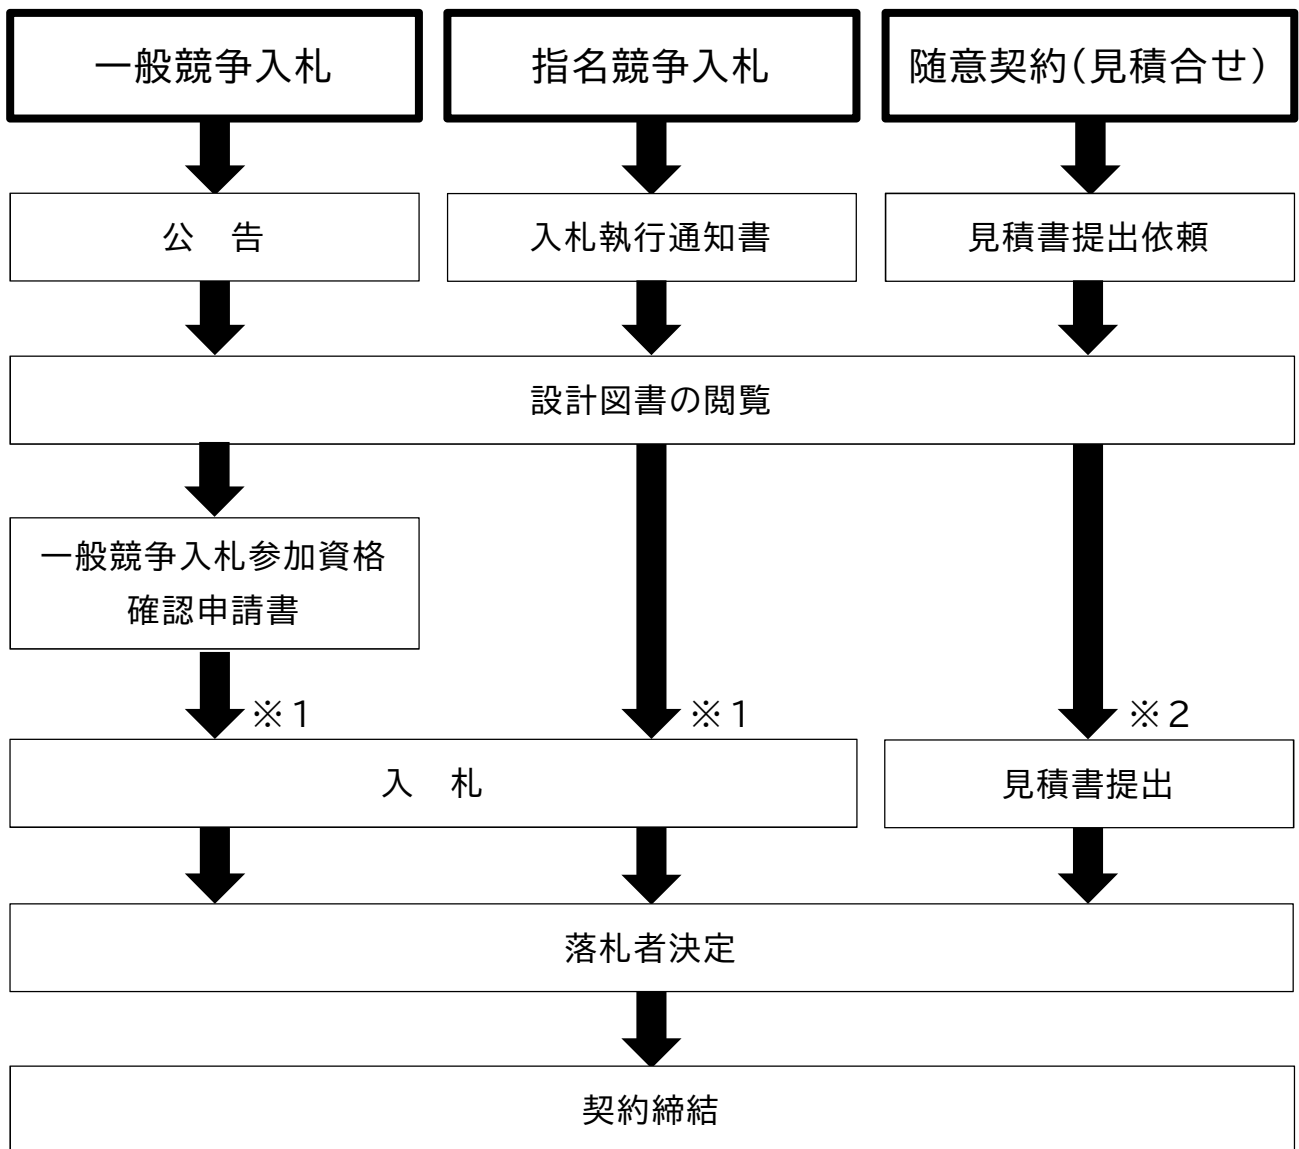 一般競争入札
指名競争入札
随意契約(見積合せ)
公　告
入札執行通知書
見積書提出依頼
設計図書の閲覧
一般競争入札参加資格
確認申請書
※1
※1
※2
入　札
見積書提出
落札者決定
契約締結